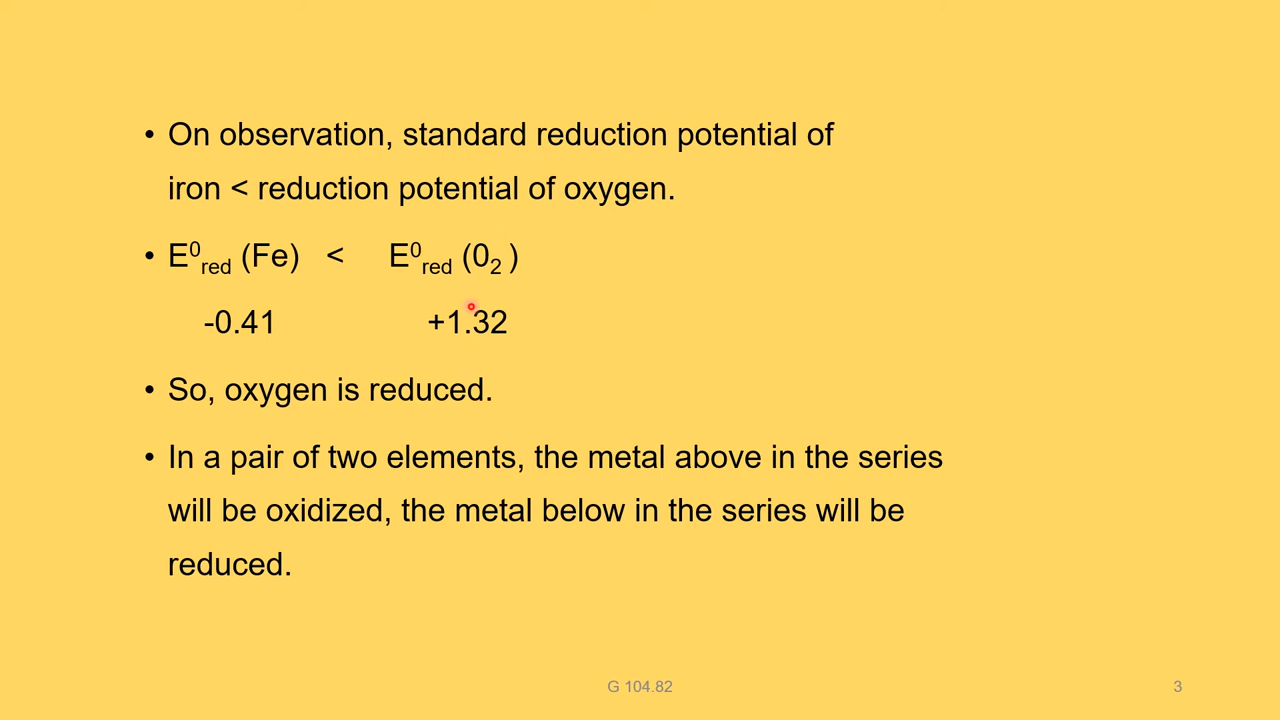 • On observation, standard reduction potential of
iron < reduction potential of oxygen.
• E⁰red (Fe) < E⁰red (0₂ )
-0.41 +1.32
• So, oxygen is reduced.
• In a pair of two elements, the metal above in the series
will be oxidized, the metal below in the series will be
reduced.
G 104.82 3